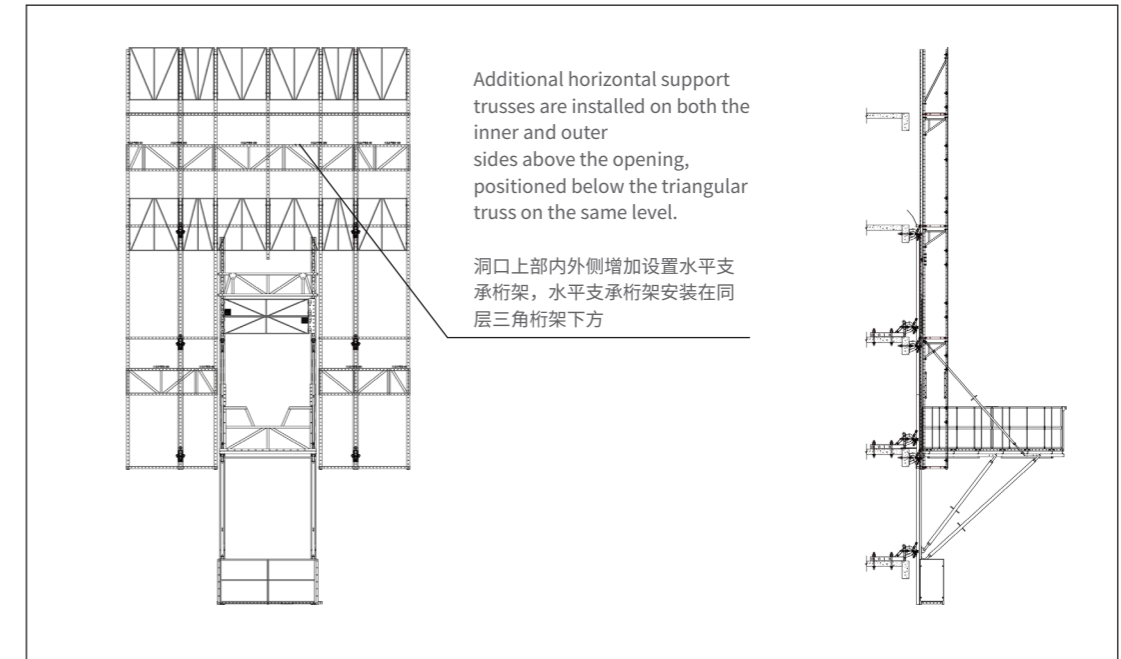 Additional horizontal support
trusses are installed on both the
inner and outer
sides above the opening,
positioned below the triangular
truss on the same level.
洞口上部内外侧增加设置水平支
承桁架，水平支承桁架安装在同
层三角桁架下方